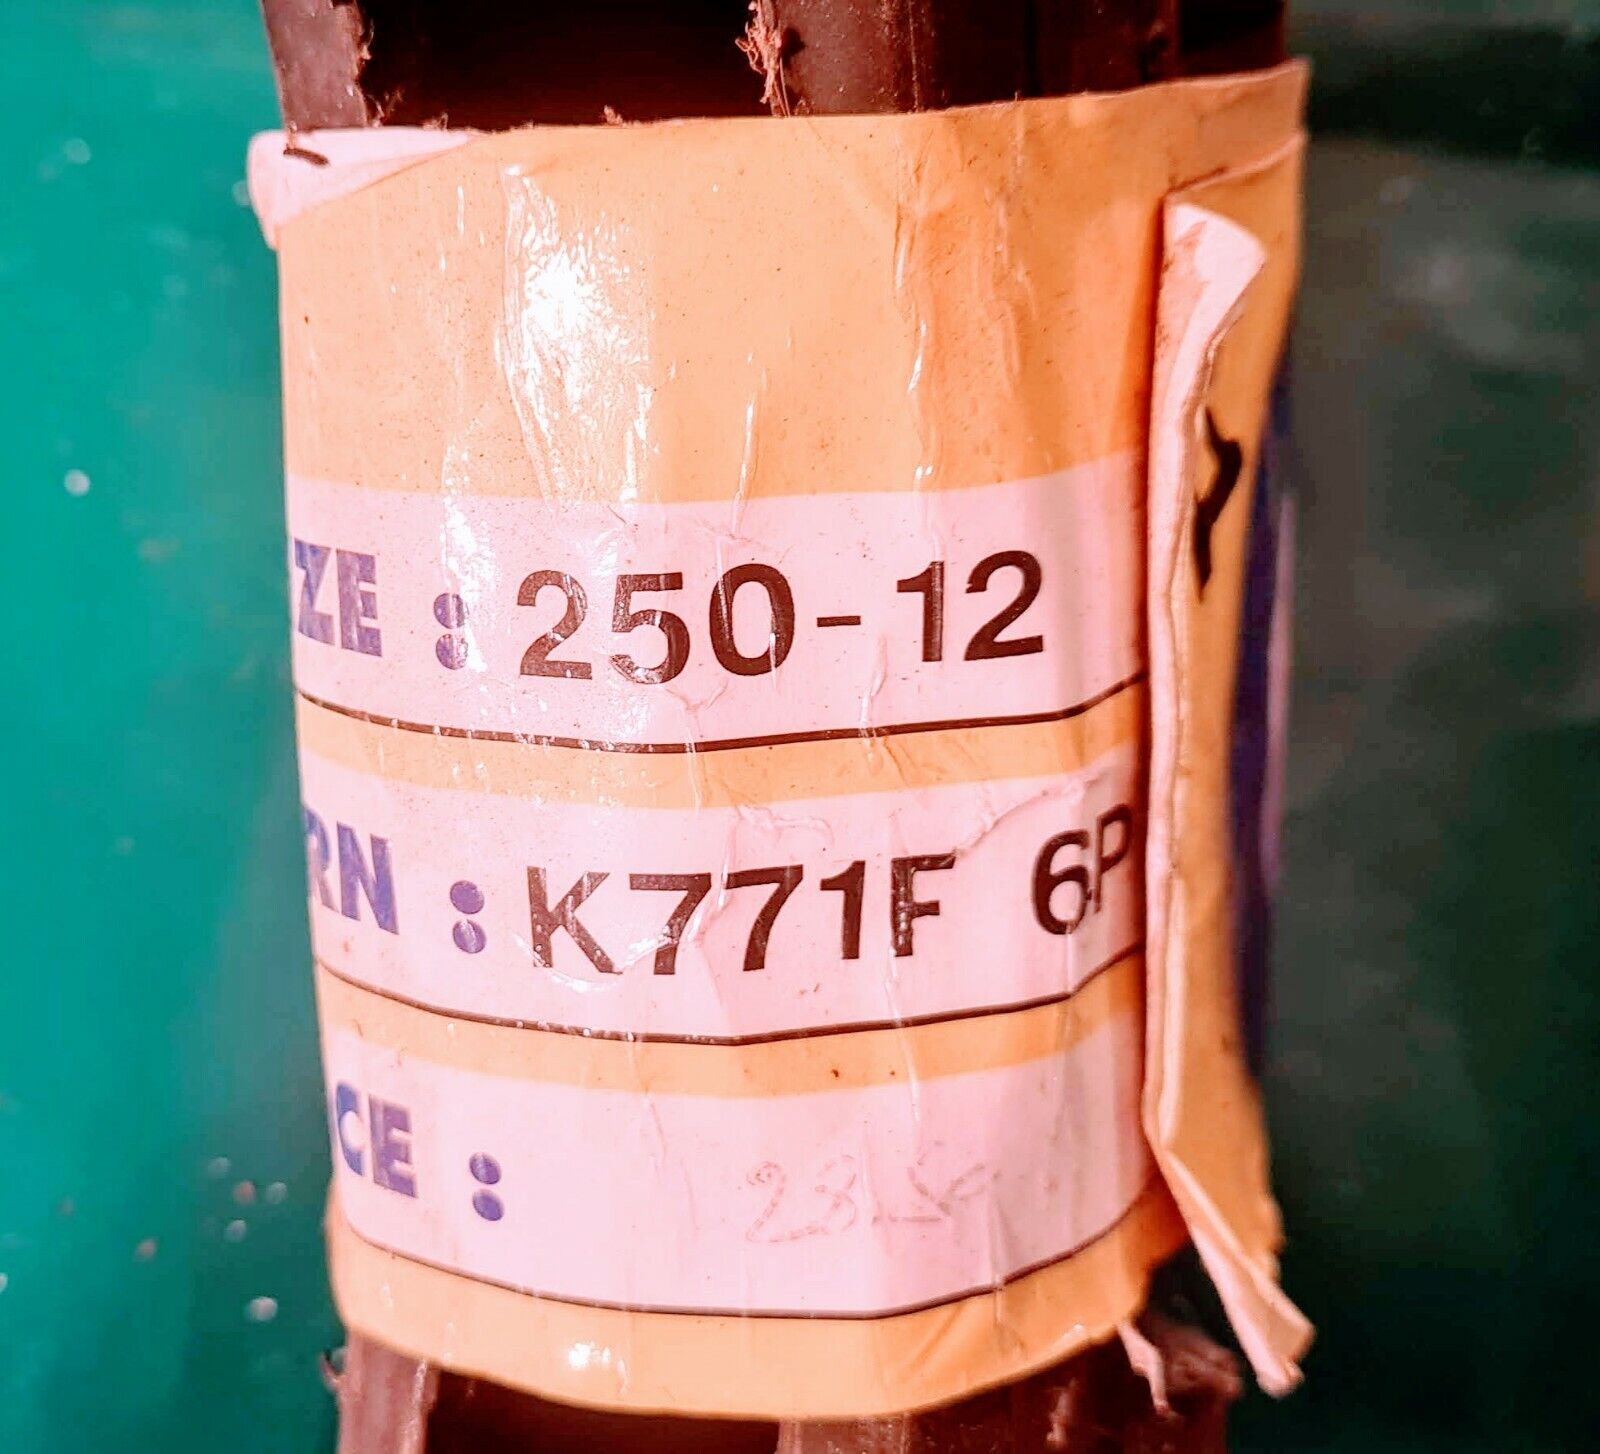 ZE : 250-12
RN : K771F 6P
CE :